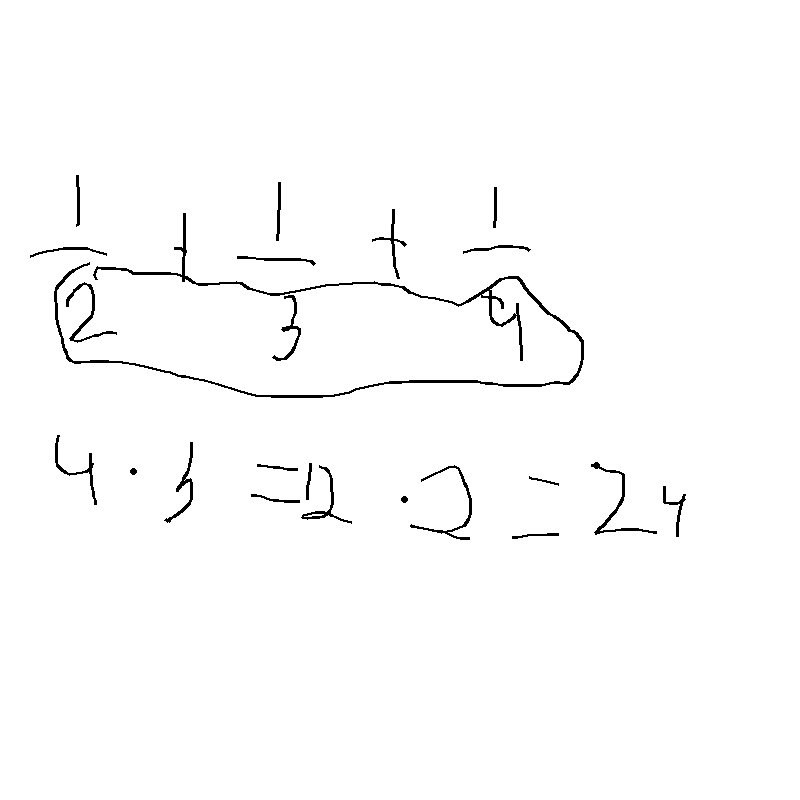 1/2 + 1/3 + 1/4
4 · 3 = 12 · 2 = 24